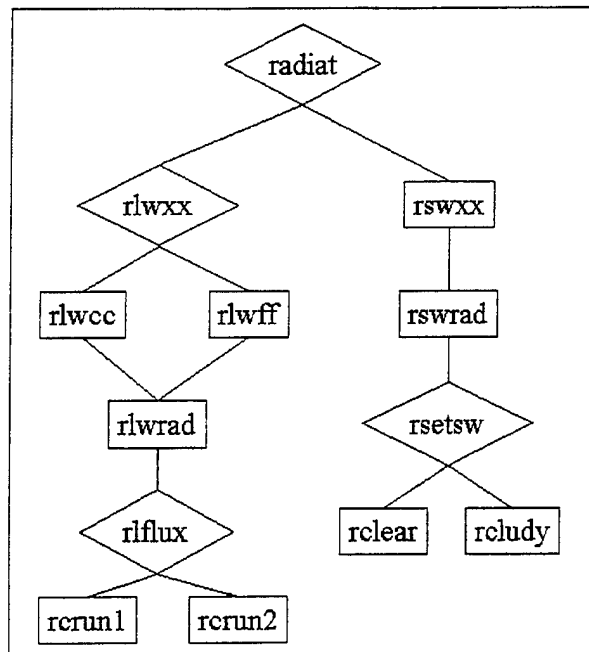 radiat
rlwxx
rswxx
rlwcc
rlwff
rswrad
rlwrad
rsetsw
rclear
rcludy
rlflux
rcrun1
rcrun2